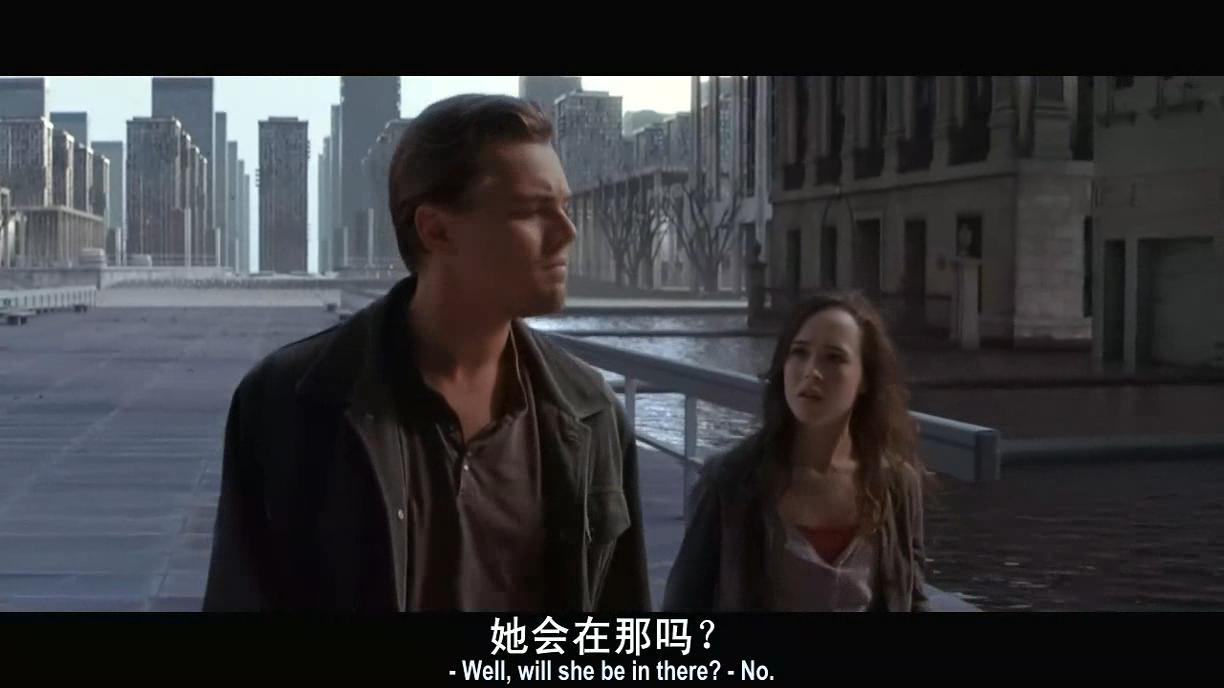 她会在那吗？
- Well, will she be in there? - No.